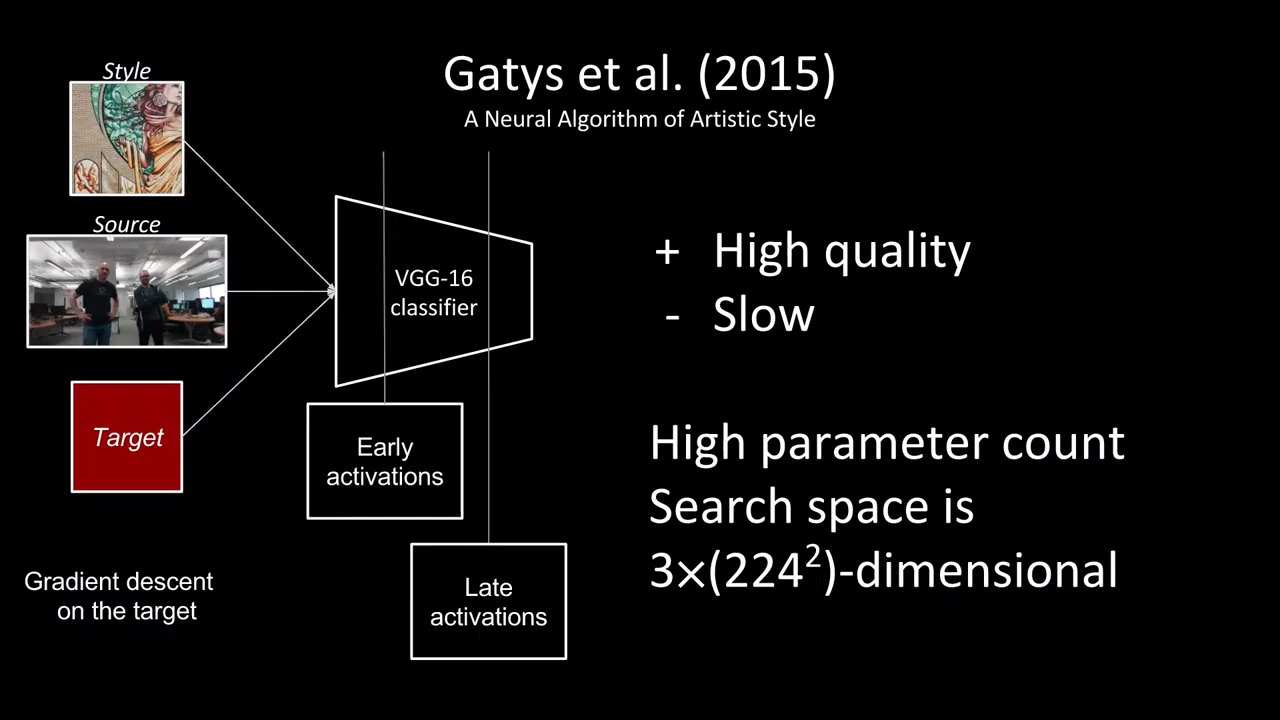 Gatys et al. (2015)
A Neural Algorithm of Artistic Style
Style
Source
Target
Gradient descent
on the target
VGG-16
classifier
Early
activations
Late
activations
+ High quality
- Slow
High parameter count
Search space is
3×(224²)-dimensional